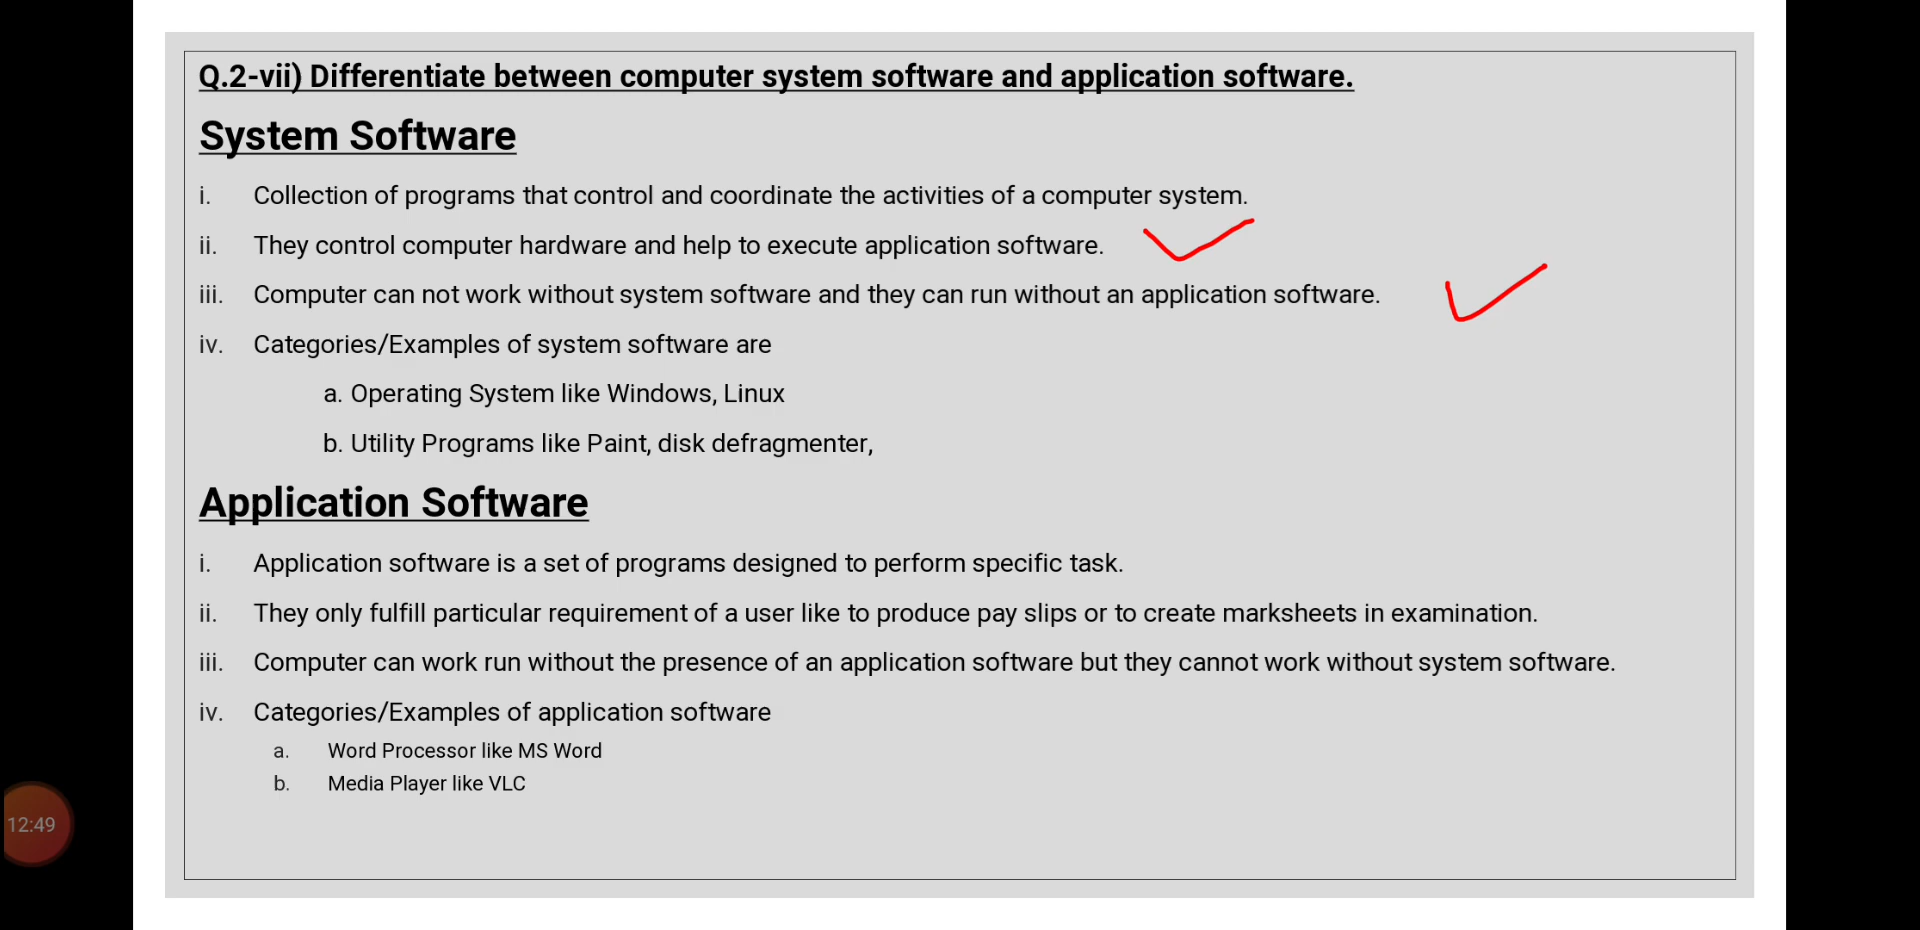 Q.2-vii) Differentiate between computer system software and application software.
System Software
i. Collection of programs that control and coordinate the activities of a computer system.
ii. They control computer hardware and help to execute application software.
iii. Computer can not work without system software and they can run without an application software.
iv. Categories/Examples of system software are
a. Operating System like Windows, Linux
b. Utility Programs like Paint, disk defragmenter,
Application Software
i. Application software is a set of programs designed to perform specific task.
ii. They only fulfill particular requirement of a user like to produce pay slips or to create marksheets in examination.
iii. Computer can work run without the presence of an application software but they cannot work without system software.
iv. Categories/Examples of application software
a. Word Processor like MS Word
b. Media Player like VLC
12:49